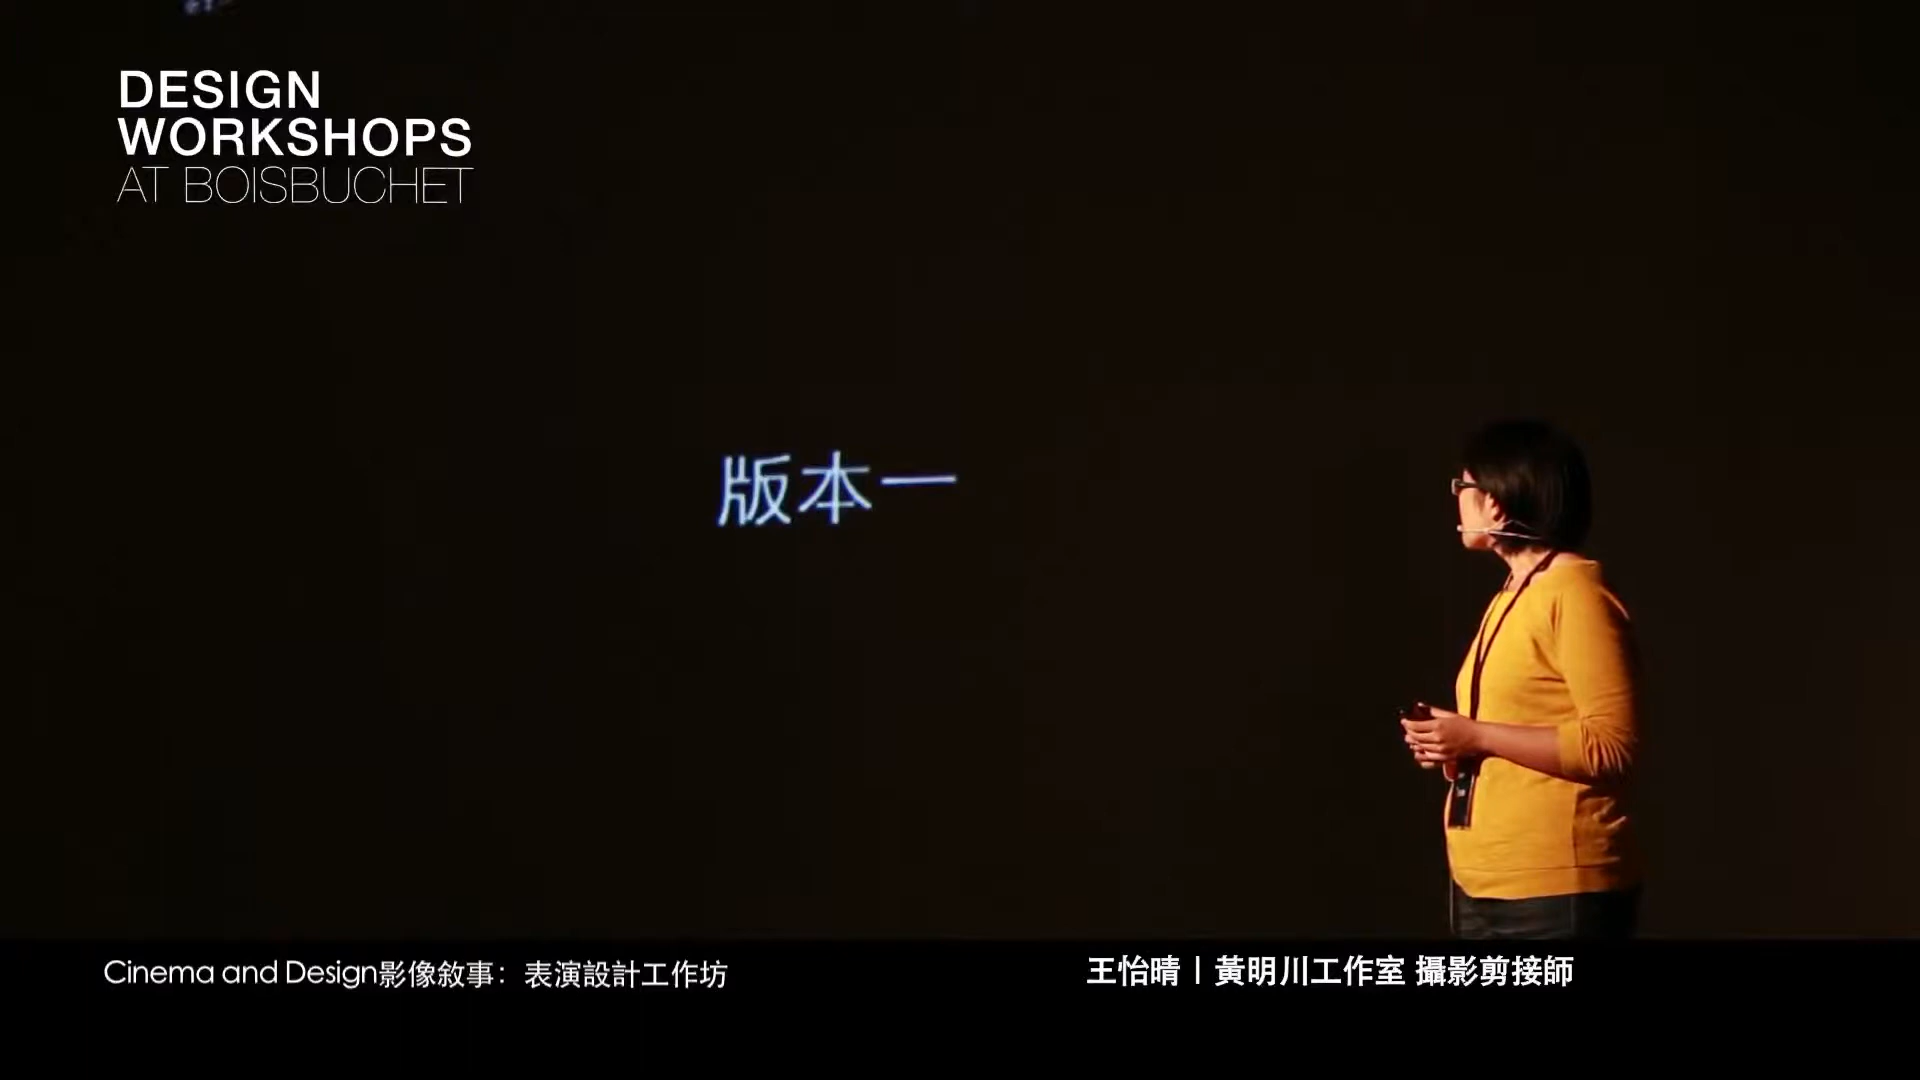 DESIGN
WORKSHOPS
AT BOISBUCHET
版本一
Cinema and Design影像敘事：表演設計工作坊
王怡晴 | 黃明川工作室 攝影剪接師